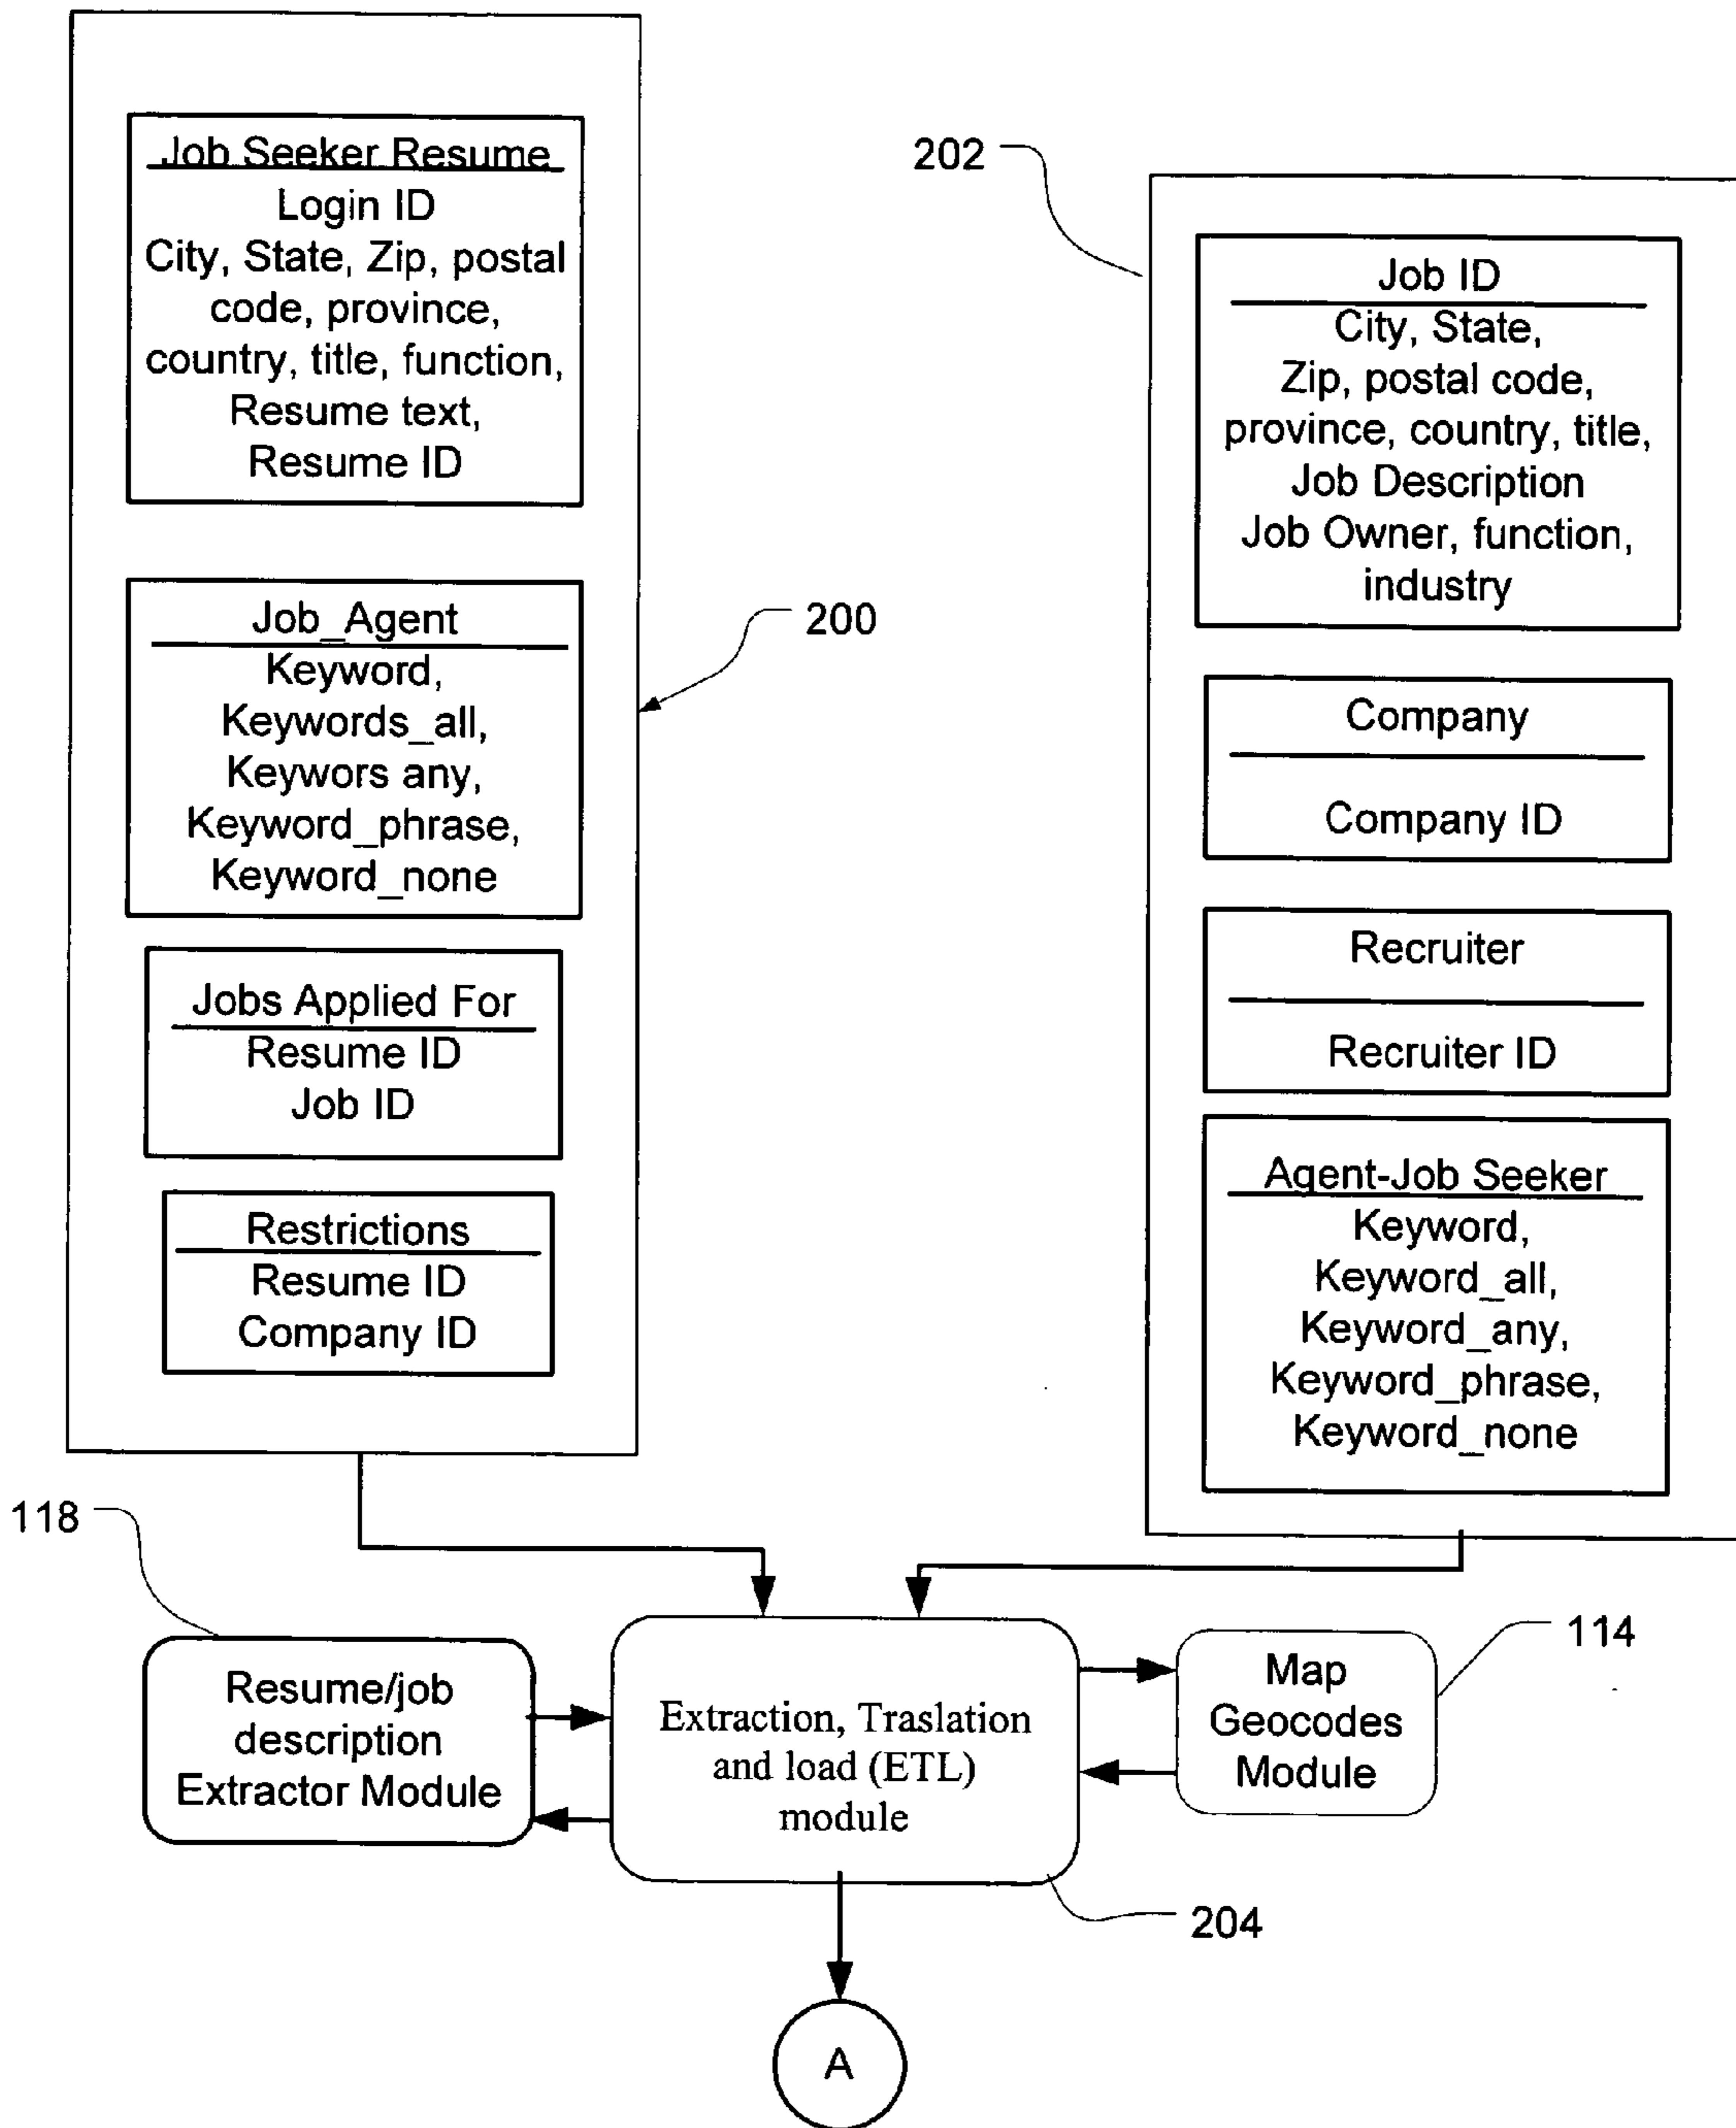 Job Seeker Resume
Login ID
City, State, Zip, postal
code, province,
country, title, function,
Resume text,
Resume ID
Job_Agent
Keyword,
Keywords_all,
Keywors any,
Keyword_phrase,
Keyword_none
Jobs Applied For
Resume ID
Job ID
Restrictions
Resume ID
Company ID
200
202
Job ID
City, State,
Zip, postal code,
province, country, title,
Job Description
Job Owner, function,
industry
Company
Company ID
Recruiter
Recruiter ID
Agent-Job Seeker
Keyword,
Keyword_all,
Keyword_any,
Keyword_phrase,
Keyword_none
118
Resume/job
description
Extractor Module
Extraction, Traslation
and load (ETL)
module
Map
Geocodes
Module
114
204
A